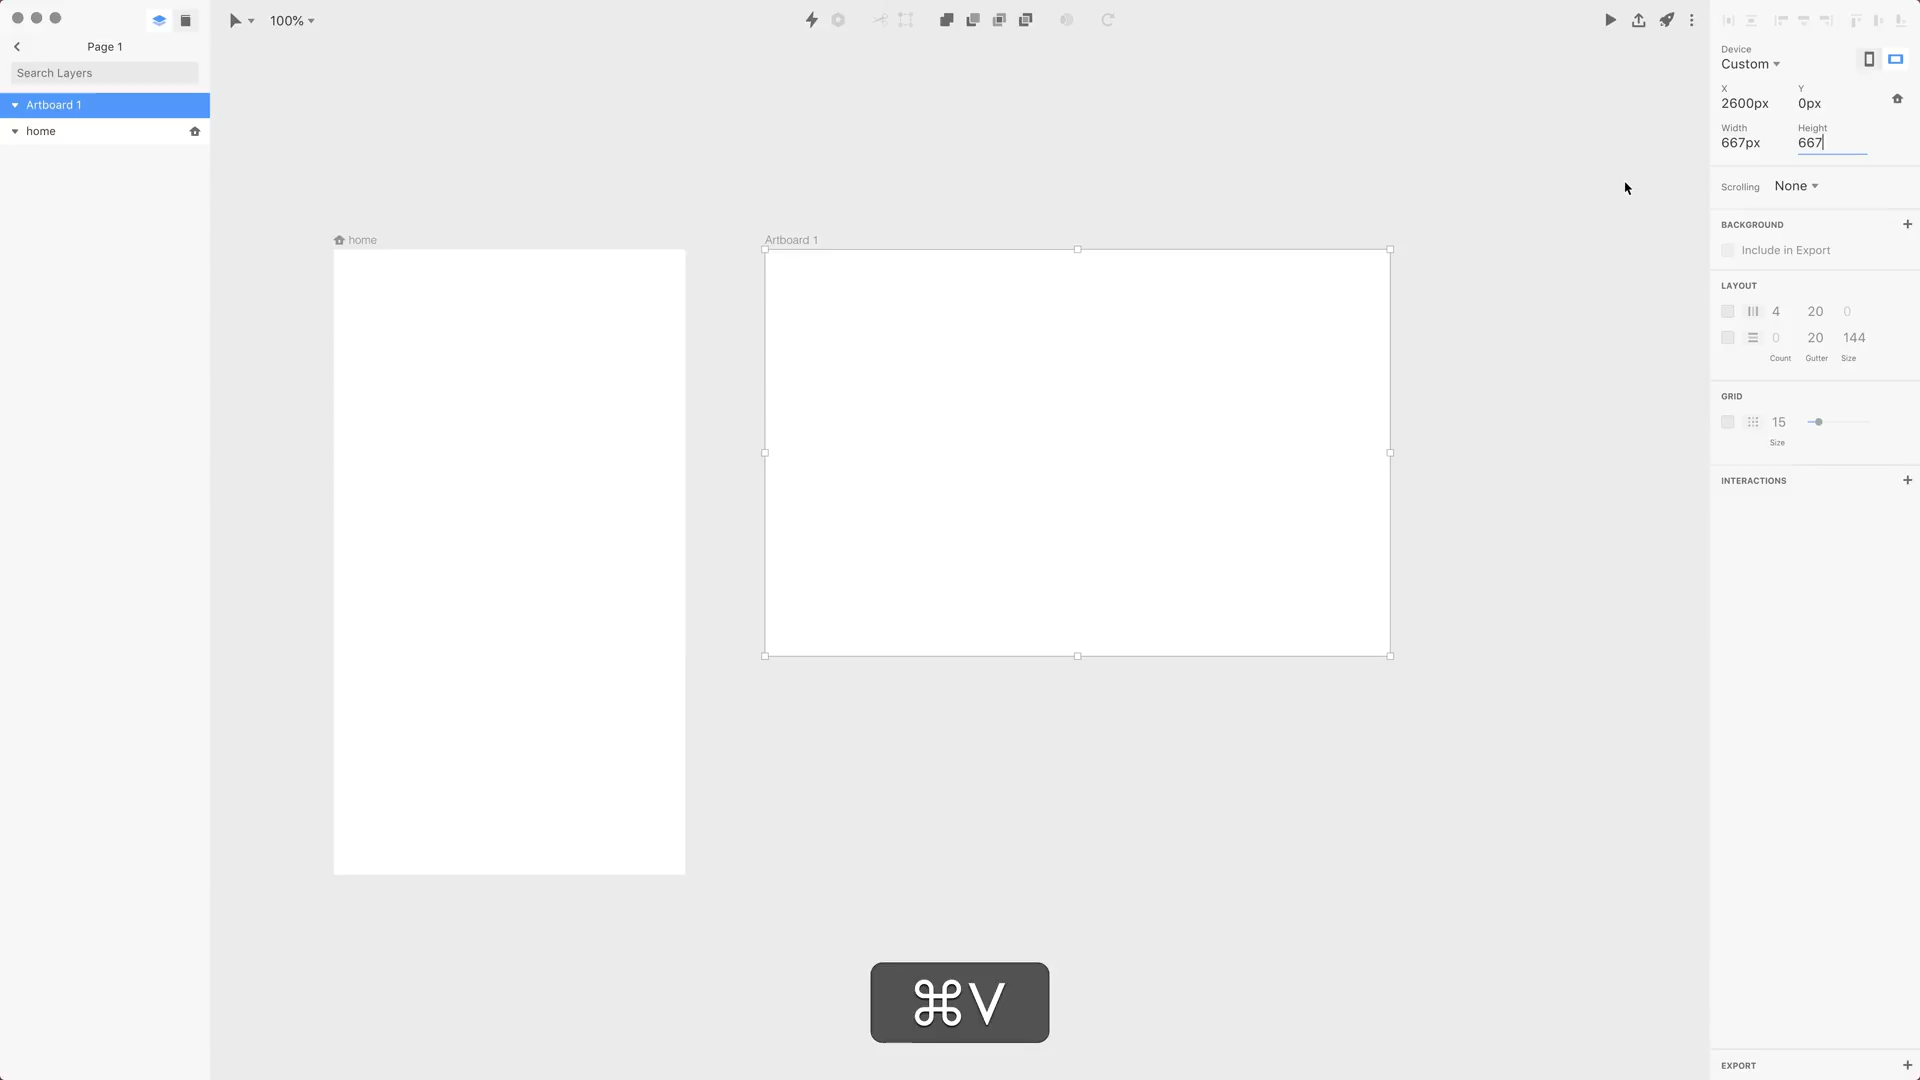 100%
Page 1
Search Layers
Artboard 1
home
home
Artboard 1
⌘V
Device
Custom
X
Y
2600px
0px
Width
Height
667px
667
Scrolling
None
BACKGROUND
Include in Export
LAYOUT
4
20
0
0
20
144
Count
Gutter
Size
GRID
15
Size
INTERACTIONS
EXPORT